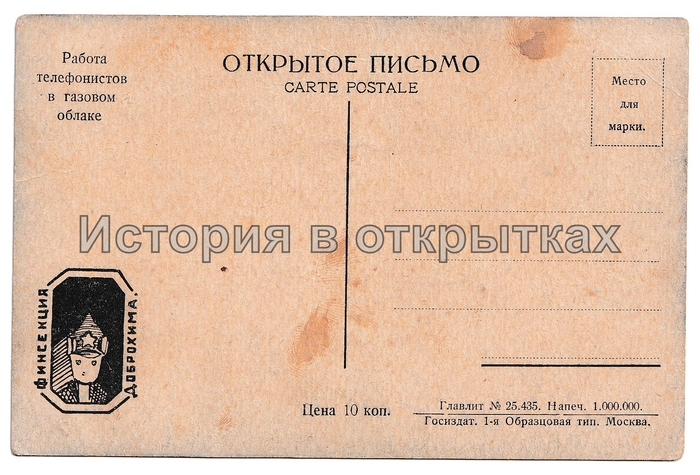 Работа
телефонистов
в газовом
облаке
ОТКРЫТОЕ ПИСЬМО
CARTE POSTALE
Место
для
марки.
История в открытках
ФИНСЕКЦИЯ
ДОБРОХИМА.
Цена 10 коп.
Главлит № 25.435. Напеч. 1.000.000.
Госиздат. 1-я Образцовая тип. Москва.